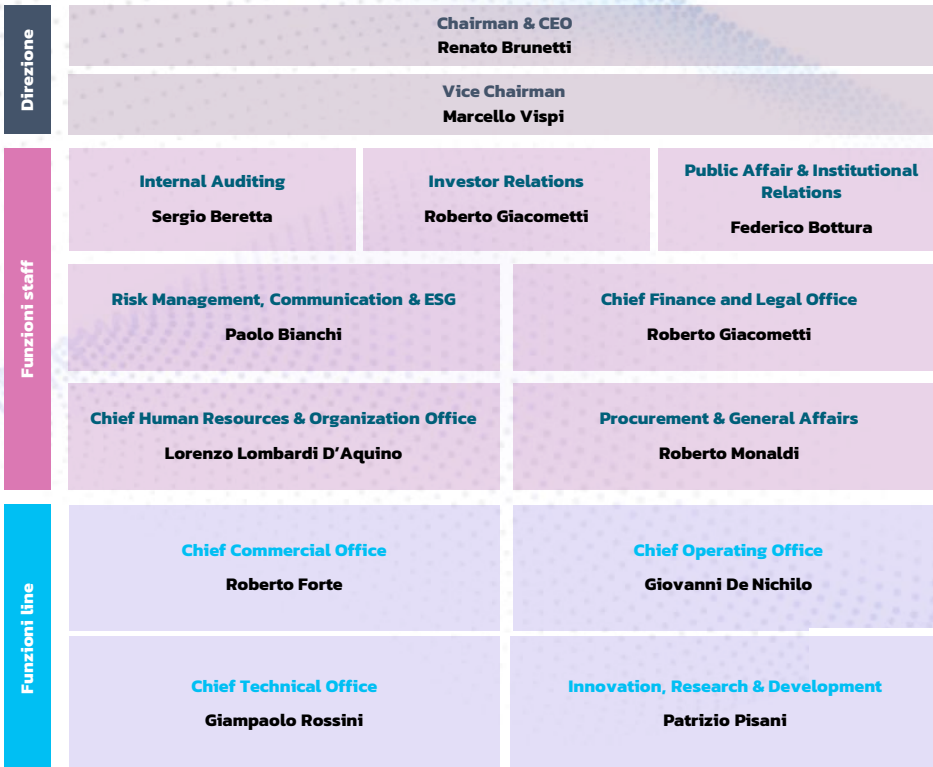 Direzione
Chairman & CEO
Renato Brunetti
Vice Chairman
Marcello Vispi
Funzioni staff
Internal Auditing
Sergio Beretta
Investor Relations
Roberto Giacometti
Public Affair & Institutional
Relations
Federico Bottura
Risk Management, Communication & ESG
Paolo Bianchi
Chief Finance and Legal Office
Roberto Giacometti
Chief Human Resources & Organization Office
Lorenzo Lombardi D’Aquino
Procurement & General Affairs
Roberto Monaldi
Funzioni line
Chief Commercial Office
Roberto Forte
Chief Operating Office
Giovanni De Nichilo
Chief Technical Office
Giampaolo Rossini
Innovation, Research & Development
Patrizio Pisani